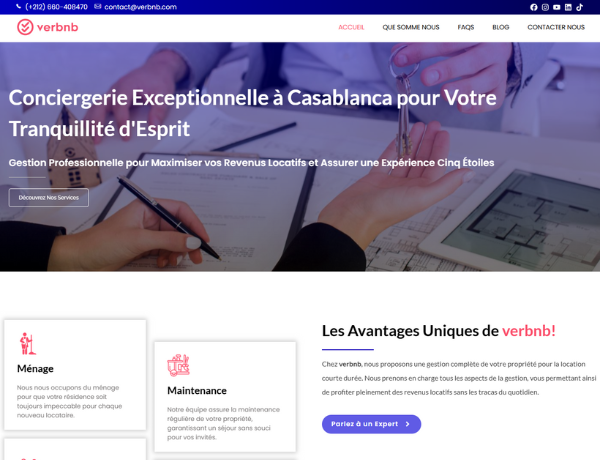 (+212) 660-408470 contact@verbnb.com
verbnb ACCUEIL QUE SOMME NOUS FAQS BLOG CONTACTER NOUS
Conciergerie Exceptionnelle à Casablanca pour Votre
Tranquillité d'Esprit
Gestion Professionnelle pour Maximiser vos Revenus Locatifs et Assurer une Expérience Cinq Étoiles
Découvrez Nos Services
Ménage
Nous nous occupons du ménage
pour que votre résidence soit
toujours impeccable pour chaque
nouveau locataire.
Maintenance
Notre équipe assure la maintenance
régulière de votre propriété,
garantissant un séjour sans souci
pour vos invités.
Les Avantages Uniques de verbnb!
Chez verbnb, nous proposons une gestion complète de votre propriété pour la location
courte durée. Nous prenons en charge tous les aspects de la gestion, vous permettant ainsi
de profiter pleinement des revenus locatifs sans les tracas du quotidien.
Parlez à un Expert